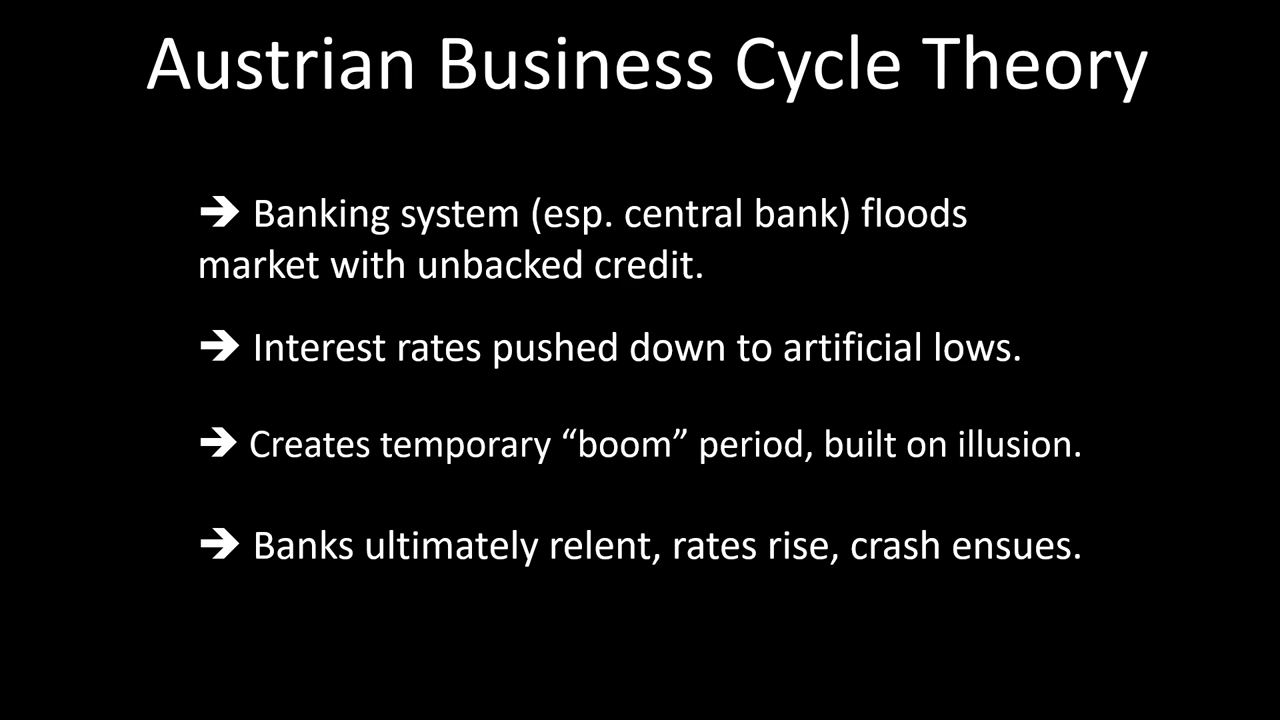 Austrian Business Cycle Theory
➔ Banking system (esp. central bank) floods
market with unbacked credit.
➔ Interest rates pushed down to artificial lows.
➔ Creates temporary “boom” period, built on illusion.
➔ Banks ultimately relent, rates rise, crash ensues.